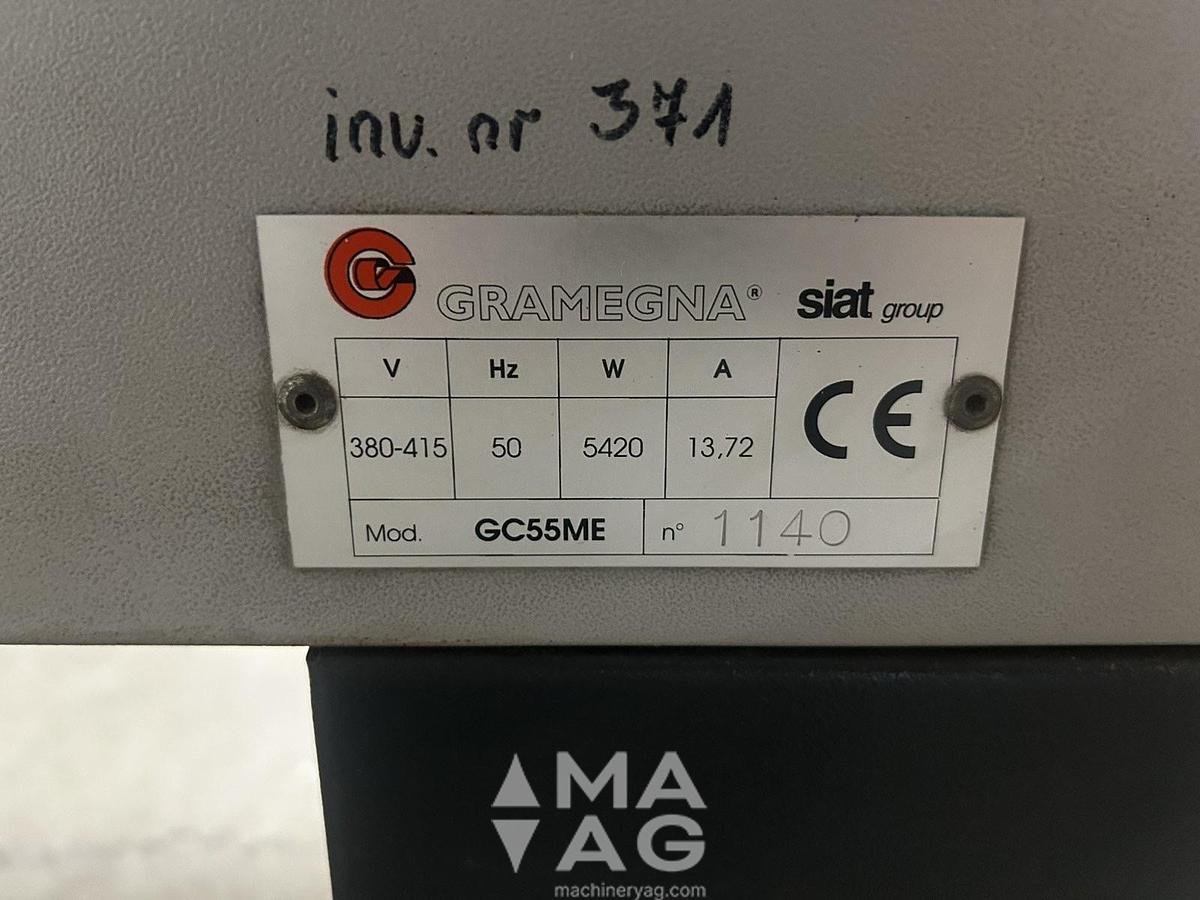 inv. nr 371
GRAMEGNA® siat group
V Hz W A
380-415 50 5420 13,72 CE
Mod. GC55ME n° 1140
MA
AG
machineryag.com